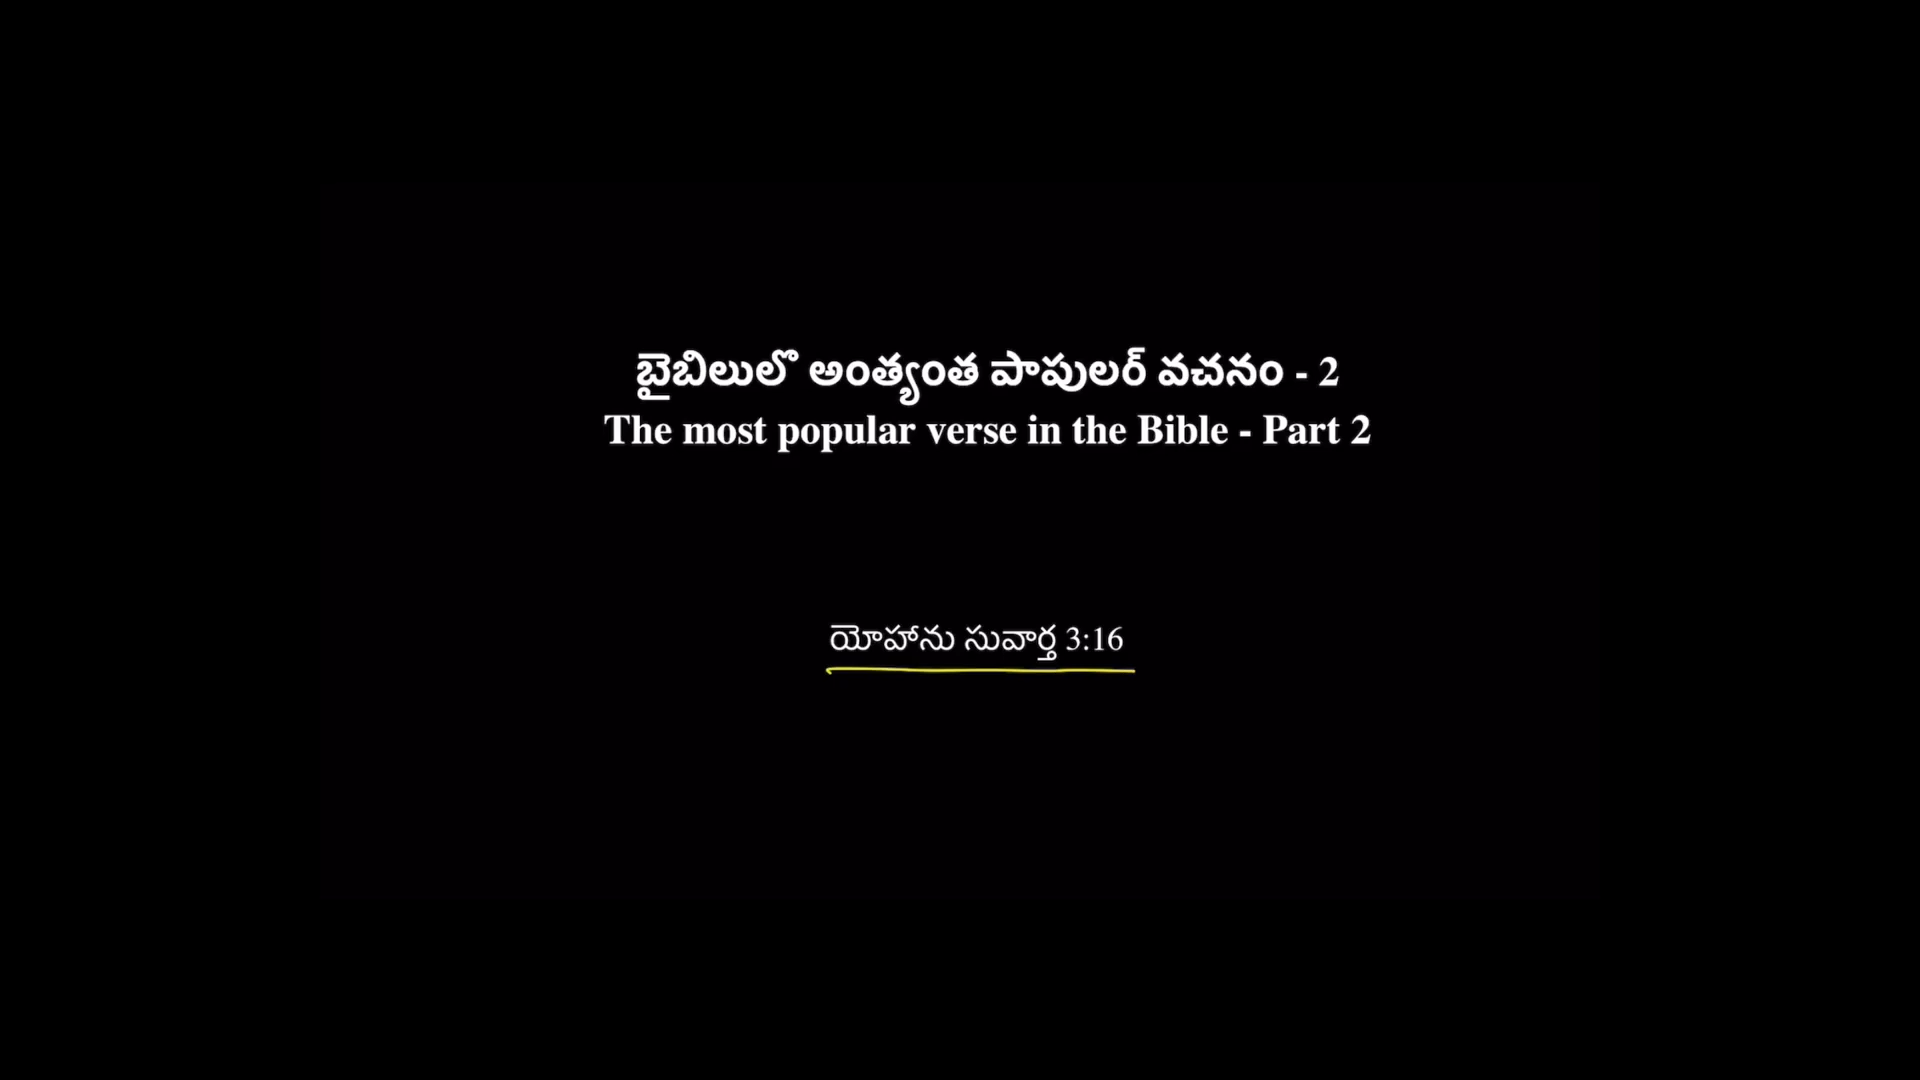 బైబిలులొ అంత్యంత పాపులర్ వచనం - 2
The most popular verse in the Bible - Part 2
యోహాను సువార్త 3:16